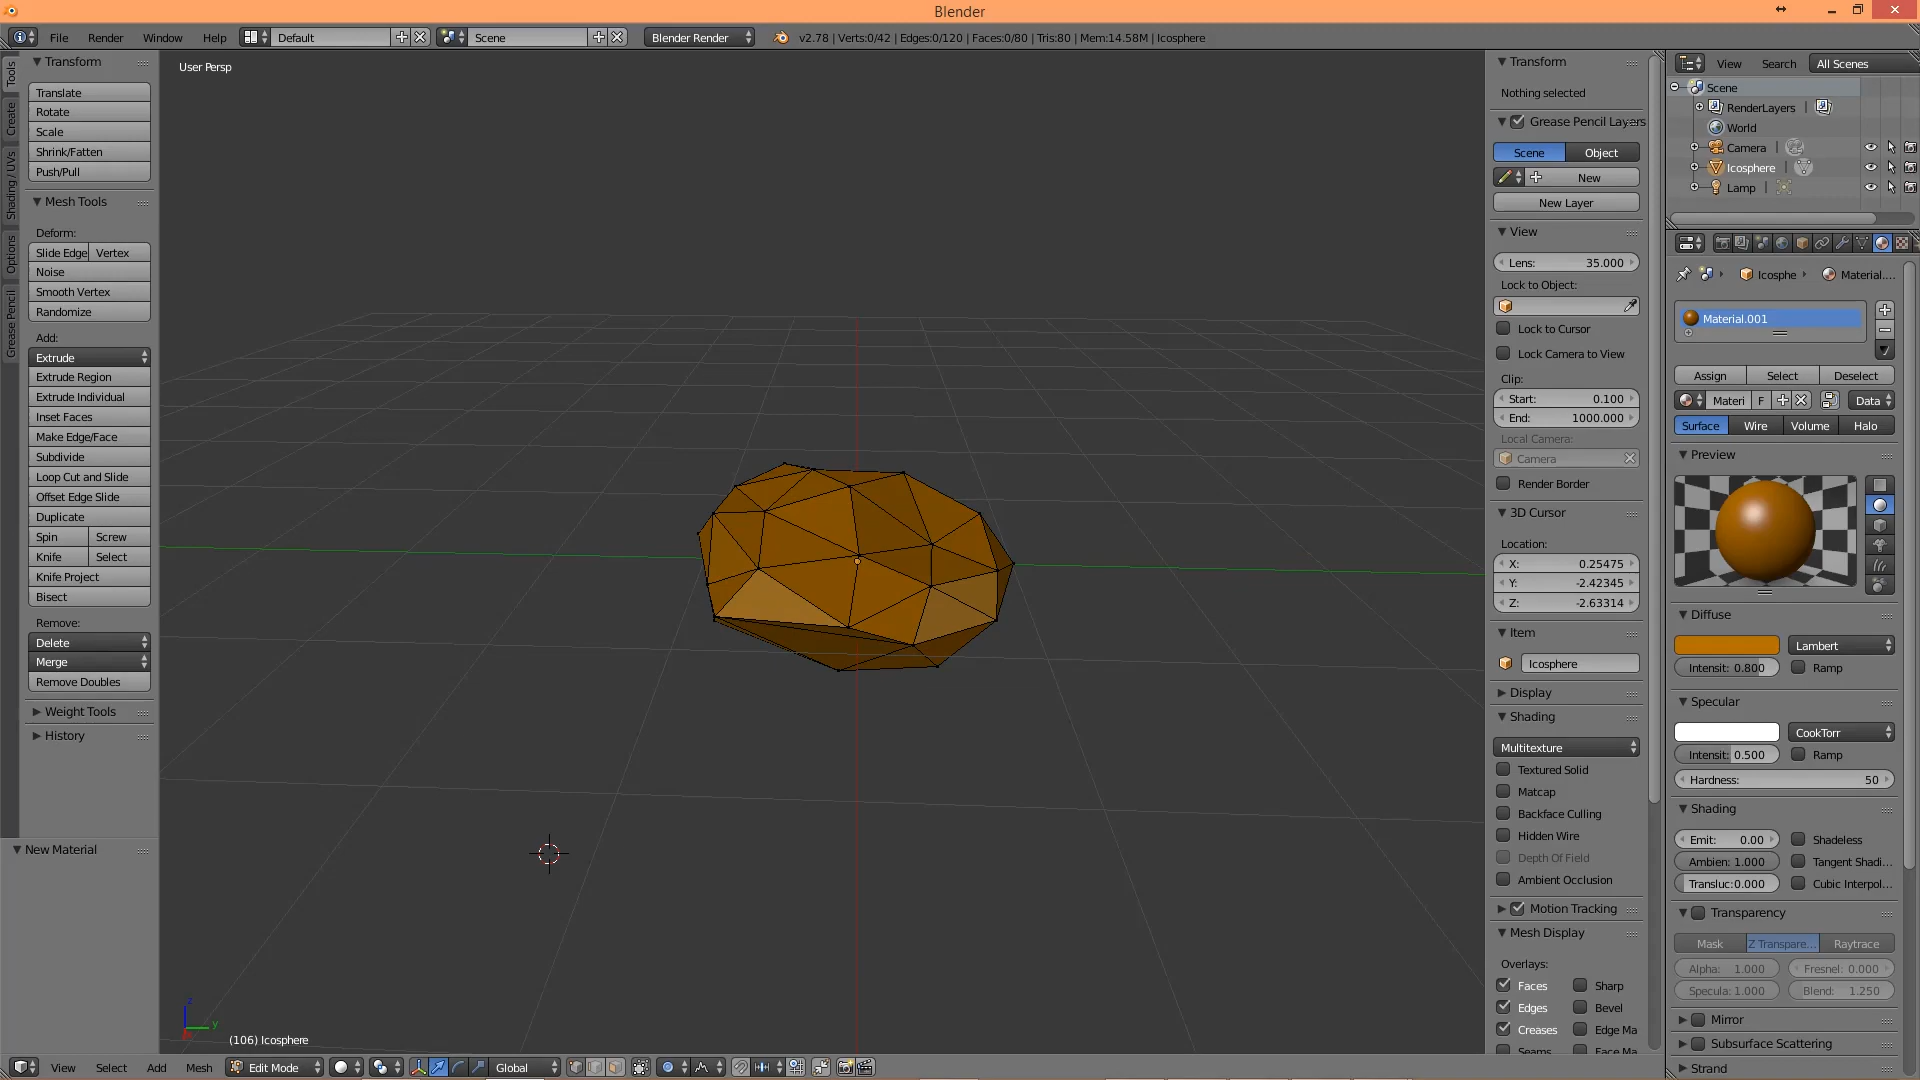 Blender
File Render Window Help Default Scene Blender Render v2.78 | Verts:0/42 | Edges:0/120 | Faces:0/80 | Tris:80 | Mem:14.58M | Icosphere
Tools
Create
Shading / UVs
Options
Grease Pencil
Transform
Translate
Rotate
Scale
Shrink/Fatten
Push/Pull
Mesh Tools
Deform:
Slide Edge Vertex
Noise
Smooth Vertex
Randomize
Add:
Extrude
Extrude Region
Extrude Individual
Inset Faces
Make Edge/Face
Subdivide
Loop Cut and Slide
Offset Edge Slide
Duplicate
Spin Screw
Knife Select
Knife Project
Bisect
Remove:
Delete
Merge
Remove Doubles
Weight Tools
History
New Material
User Persp
z
y
(106) Icosphere
View Select Add Mesh Edit Mode Global
Transform
Nothing selected
Grease Pencil Layers
Scene Object
New
New Layer
View
Lens: 35.000
Lock to Object:
Lock to Cursor
Lock Camera to View
Clip:
Start: 0.100
End: 1000.000
Local Camera:
Camera
Render Border
3D Cursor
Location:
X: 0.25475
Y: -2.42345
Z: -2.63314
Item
Icosphere
Display
Shading
Multitexture
Textured Solid
Matcap
Backface Culling
Hidden Wire
Depth Of Field
Ambient Occlusion
Motion Tracking
Mesh Display
Overlays:
Faces Sharp
Edges Bevel
Creases Edge Ma
Seams Face Ma
View Search All Scenes
Scene
RenderLayers |
World
Camera |
Icosphere |
Lamp |
Icosphe Material....
Material.001
Assign Select Deselect
Materi F Data
Surface Wire Volume Halo
Preview
Diffuse
Lambert
Intensit: 0.800 Ramp
Specular
CookTorr
Intensit: 0.500 Ramp
Hardness: 50
Shading
Emit: 0.00 Shadeless
Ambien: 1.000 Tangent Shadi...
Transluc:0.000 Cubic Interpol...
Transparency
Mask Z Transpare... Raytrace
Alpha: 1.000 Fresnel: 0.000
Specula: 1.000 Blend: 1.250
Mirror
Subsurface Scattering
Strand